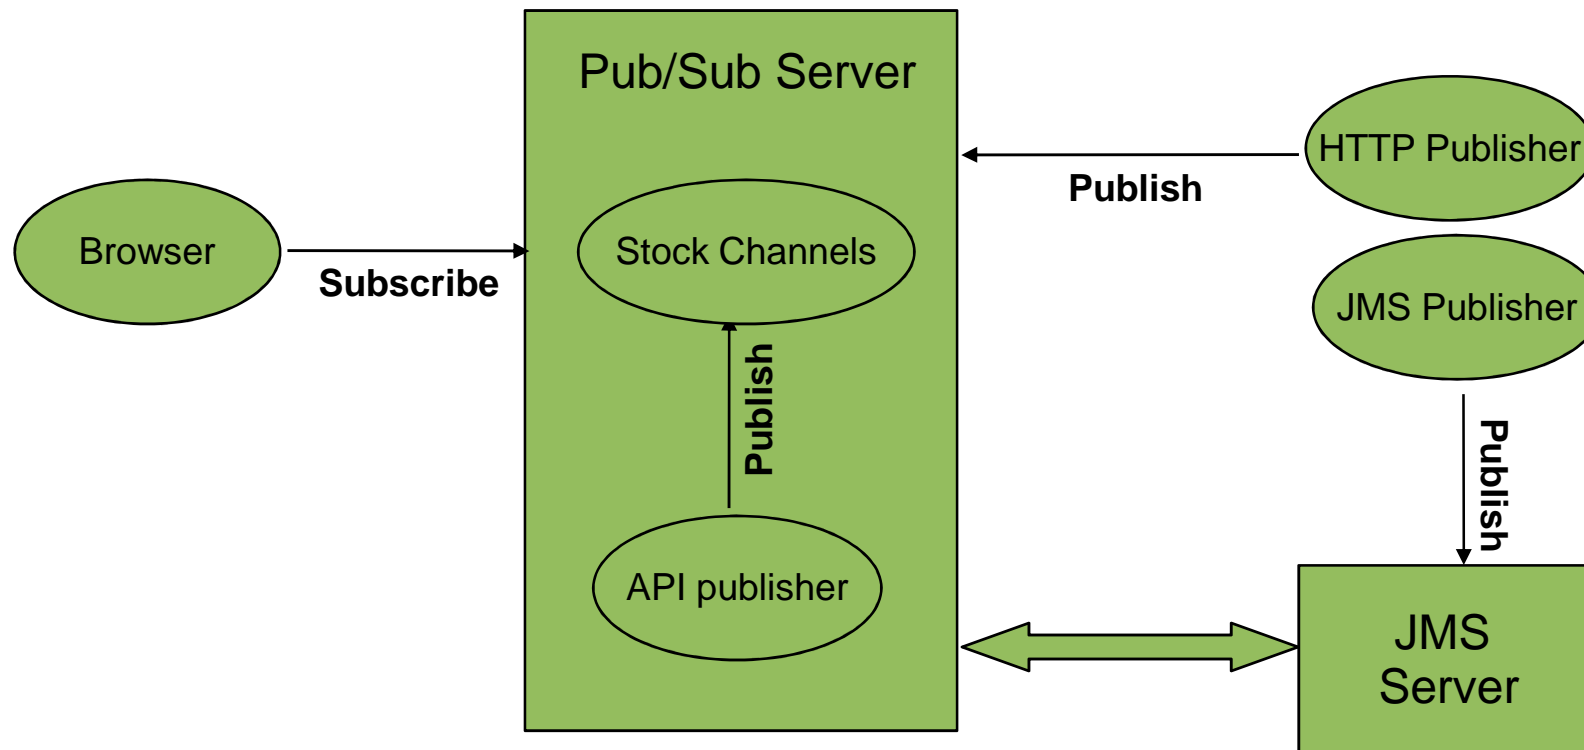 Pub/Sub Server
HTTP Publisher
Publish
Browser
Stock Channels
Subscribe
JMS Publisher
Publish
Publish
API publisher
JMS
Server